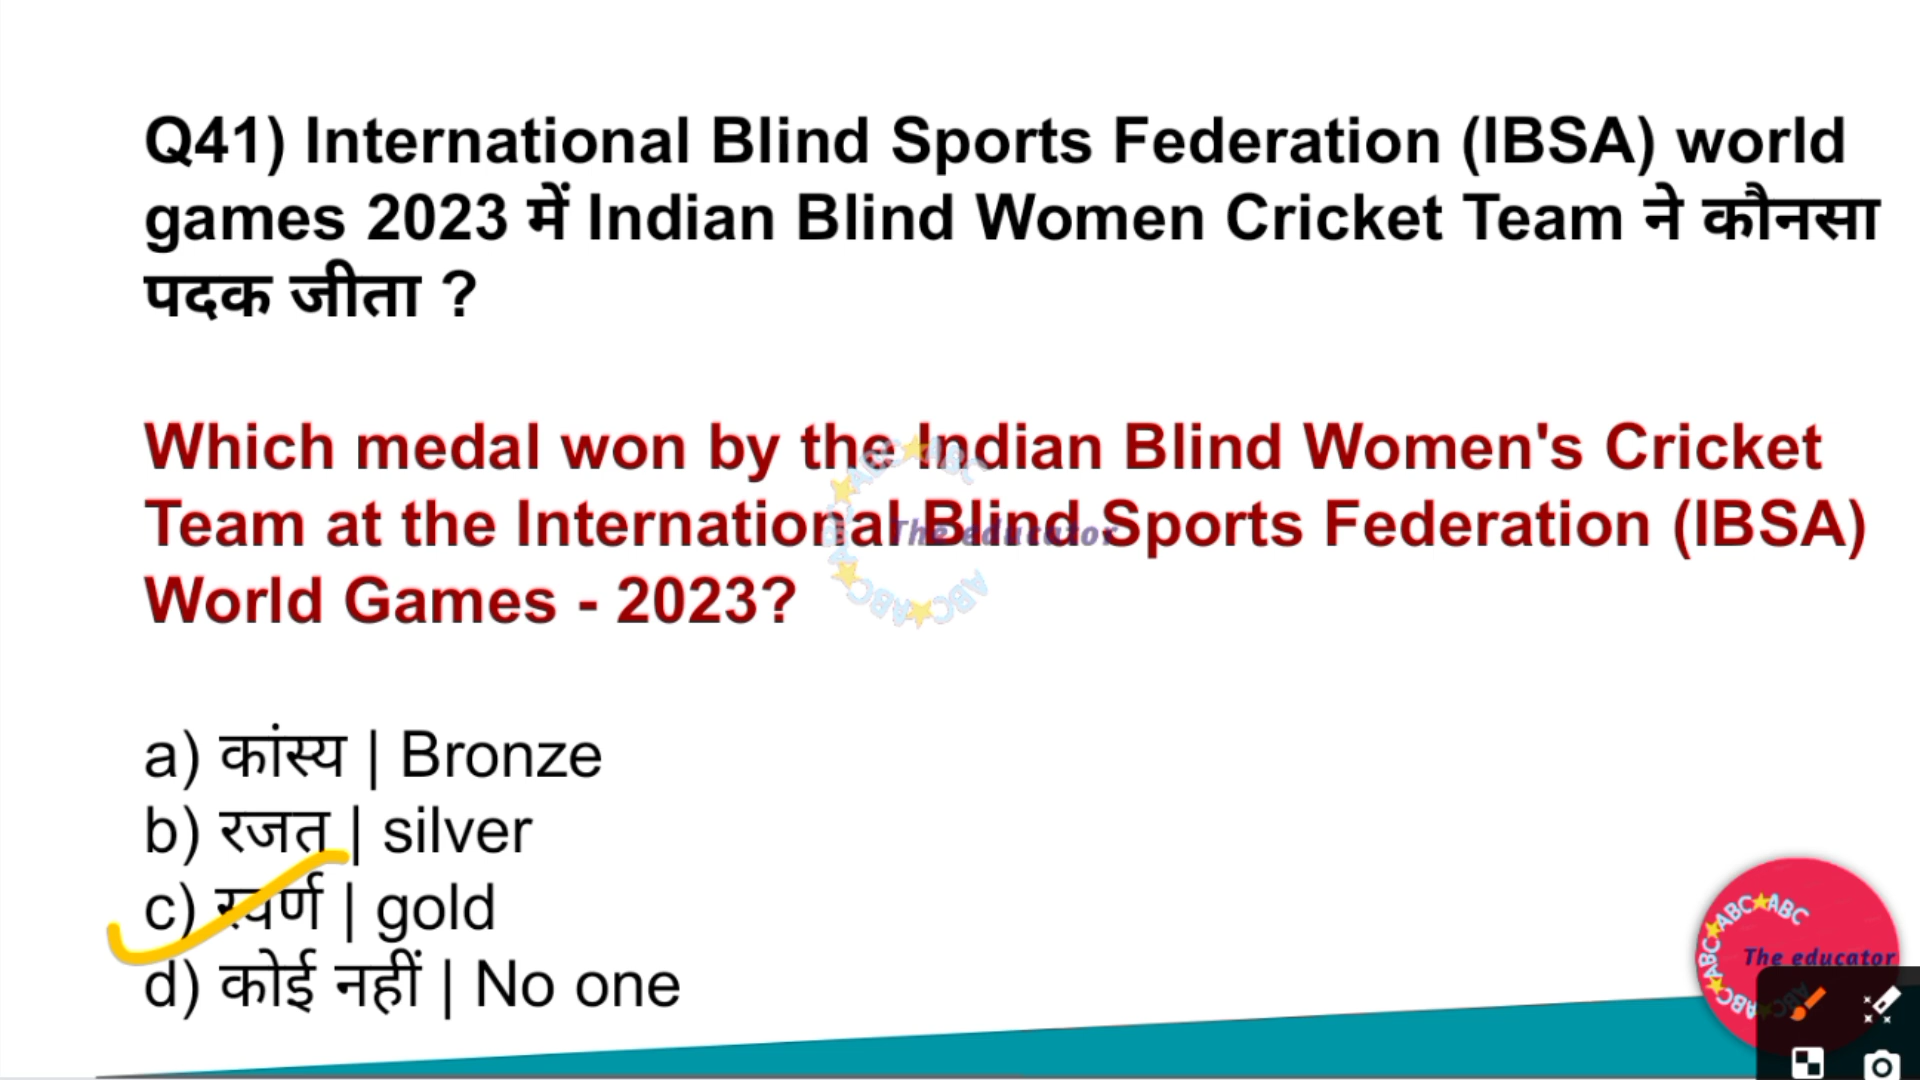 Q41) International Blind Sports Federation (IBSA) world
games 2023 में Indian Blind Women Cricket Team ने कौनसा
पदक जीता ?
Which medal won by the Indian Blind Women's Cricket
Team at the International Blind Sports Federation (IBSA)
World Games - 2023?
The educator
a) कांस्य | Bronze
b) रजत | silver
c) स्वर्ण | gold
d) कोई नहीं | No one
ABC★ABC★ABC
The educator